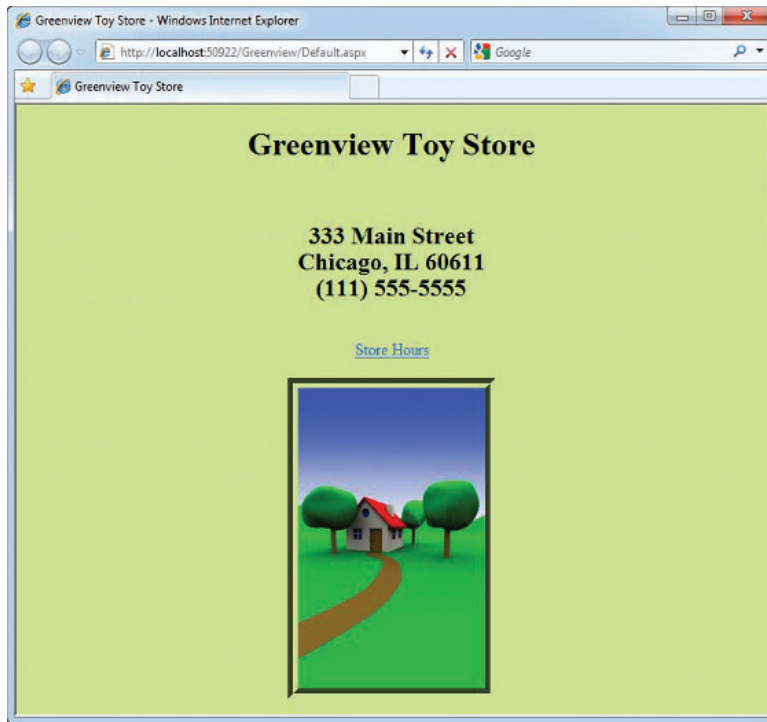 Greenview Toy Store - Windows Internet Explorer
http://localhost:50922/Greenview/Default.aspx
Google
Greenview Toy Store
Greenview Toy Store
333 Main Street
Chicago, IL 60611
(111) 555-5555
Store Hours